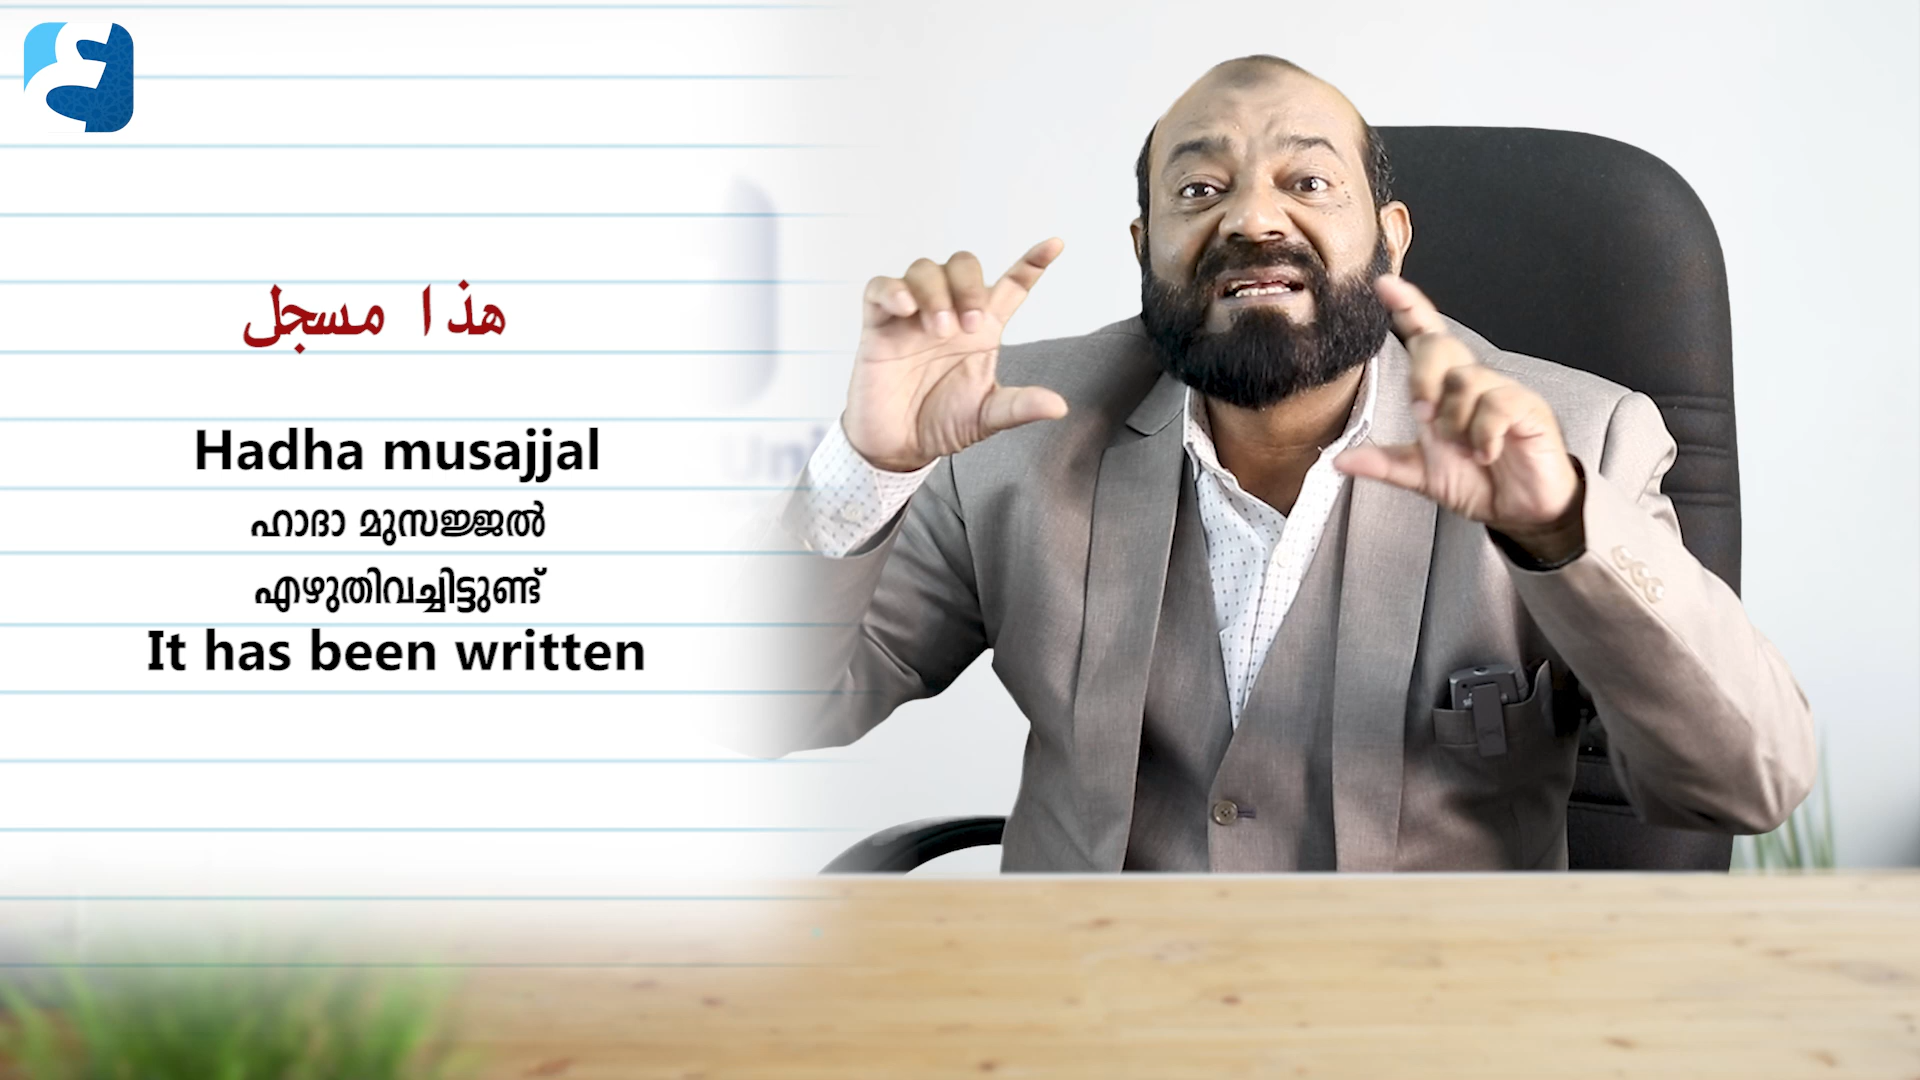 هذا مسجل
Hadha musajjal
ഹാദാ മുസജ്ജൽ
എഴുതിവച്ചിട്ടുണ്ട്
It has been written